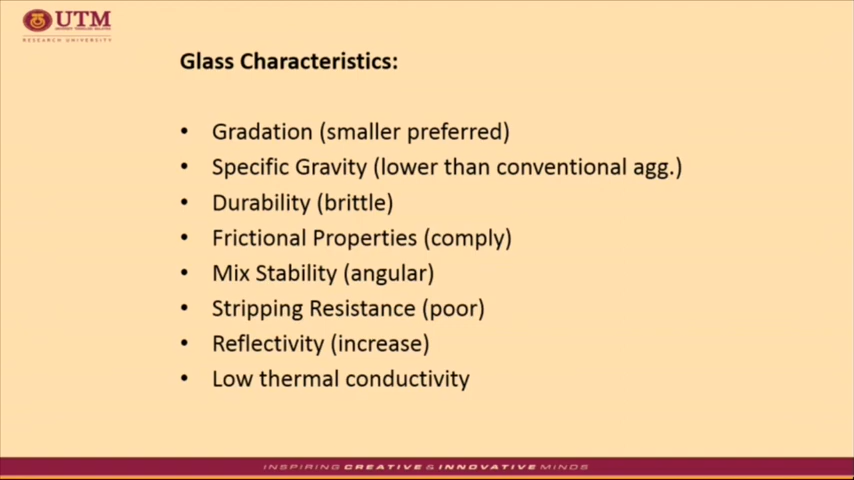 UTM
RESEARCH UNIVERSITY
Glass Characteristics:
• Gradation (smaller preferred)
• Specific Gravity (lower than conventional agg.)
• Durability (brittle)
• Frictional Properties (comply)
• Mix Stability (angular)
• Stripping Resistance (poor)
• Reflectivity (increase)
• Low thermal conductivity
INSPIRING CREATIVE & INNOVATIVE MINDS